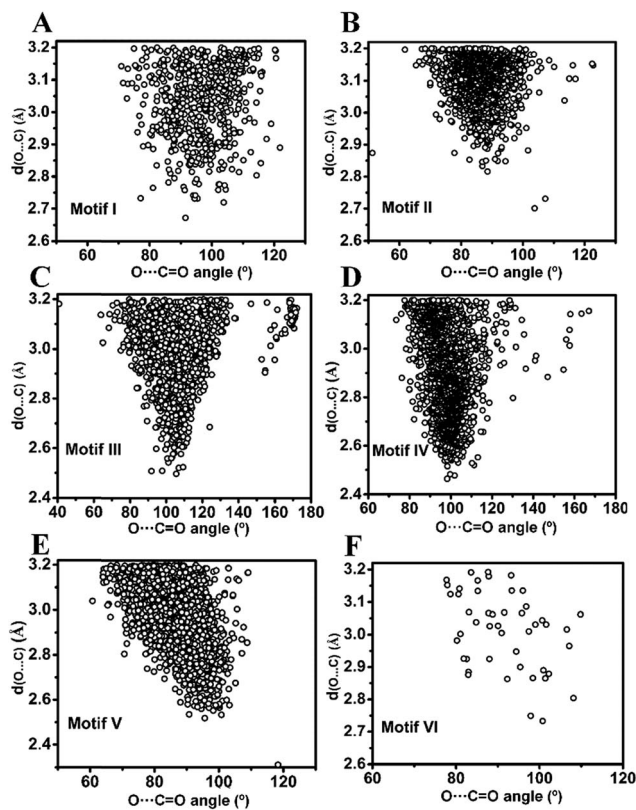 A
B
3.2
3.1
3.0
2.9
2.8
2.7
2.6
d(O...C) (Å)
Motif I
60 80 100 120
O···C=O angle (º)
3.2
3.1
3.0
2.9
2.8
2.7
2.6
d(O...C) (Å)
Motif II
60 80 100 120
O···C=O angle (º)
C
D
3.2
3.0
2.8
2.6
2.4
d(O...C) (Å)
Motif III
40 60 80 100 120 140 160 180
O···C=O angle (º)
3.2
3.0
2.8
2.6
2.4
d(O...C) (Å)
Motif IV
60 80 100 120 140 160 180
O···C=O angle (º)
E
F
3.2
3.0
2.8
2.6
2.4
d(O...C) (Å)
Motif V
60 80 100 120 140
O···C=O angle (º)
3.2
3.1
3.0
2.9
2.8
2.7
2.6
d(O...C) (Å)
Motif VI
60 80 100 120
O···C=O angle (º)